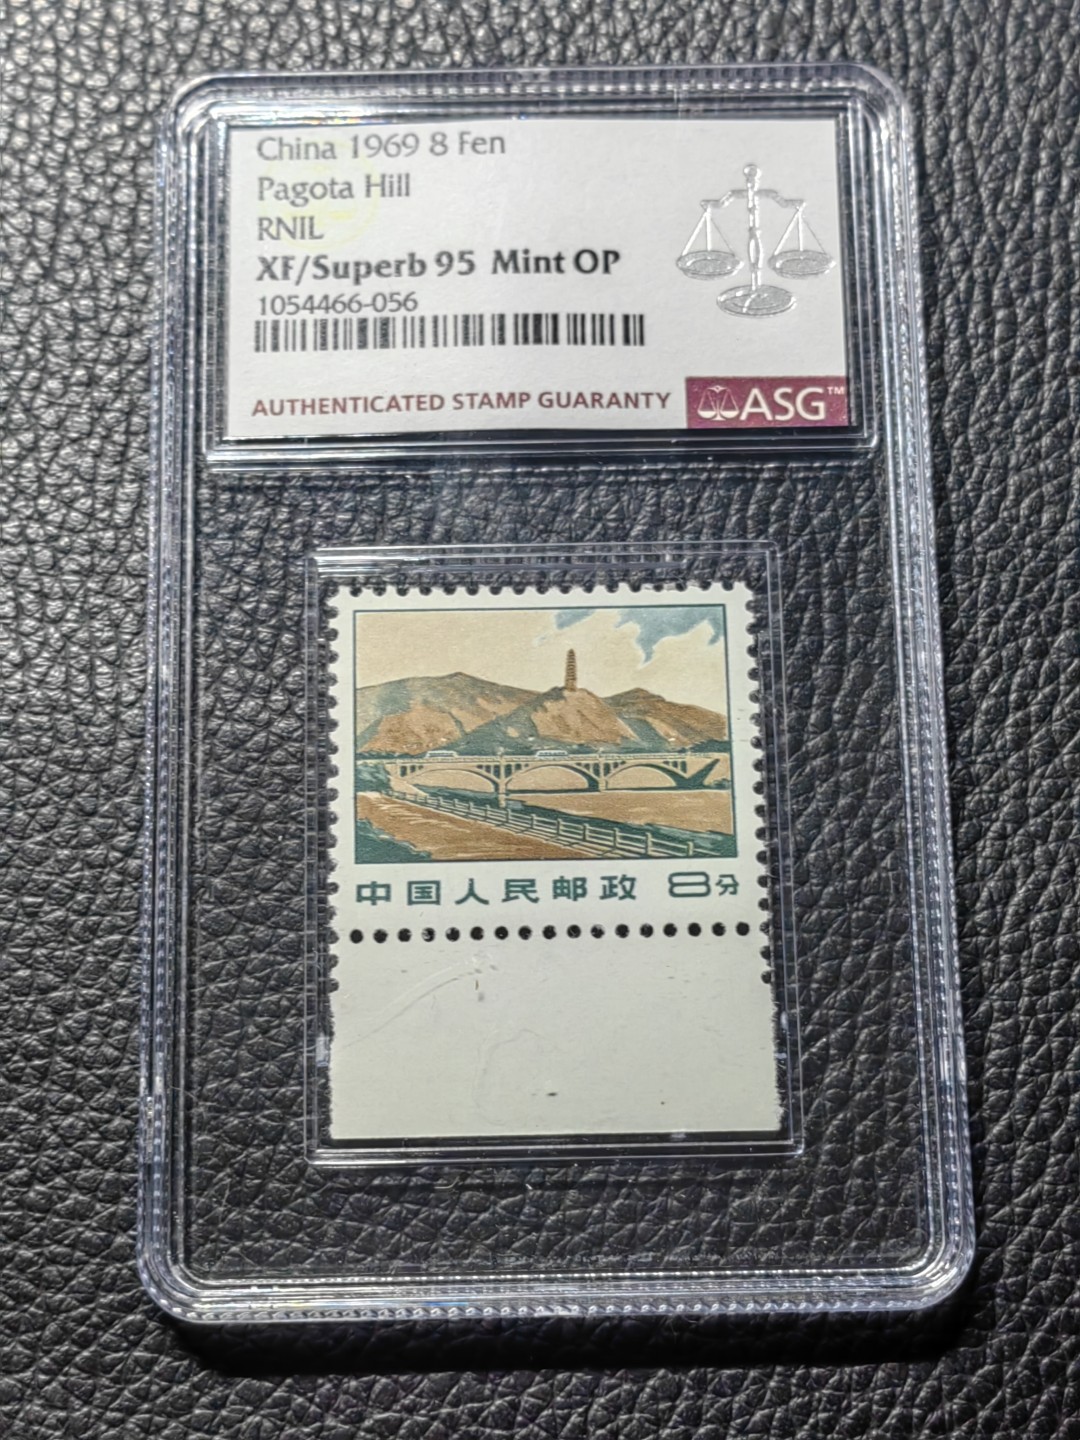 China 1969 8 Fen
Pagota Hill
RNIL
XF/Superb 95 Mint OP
1054466-056
AUTHENTICATED STAMP GUARANTY
ASG™
中国人民邮政 8分